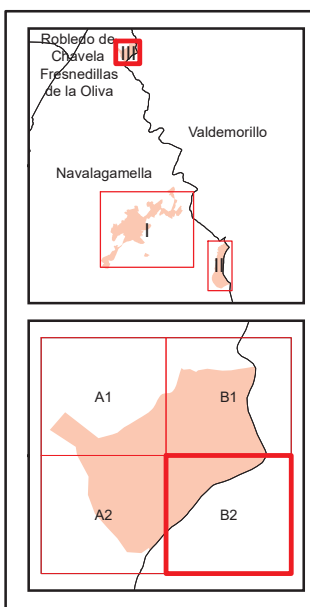 Robledo de
Chavela
III
Fresnedillas
de la Oliva
Valdemorillo
Navalagamella
I
II
A1
B1
A2
B2